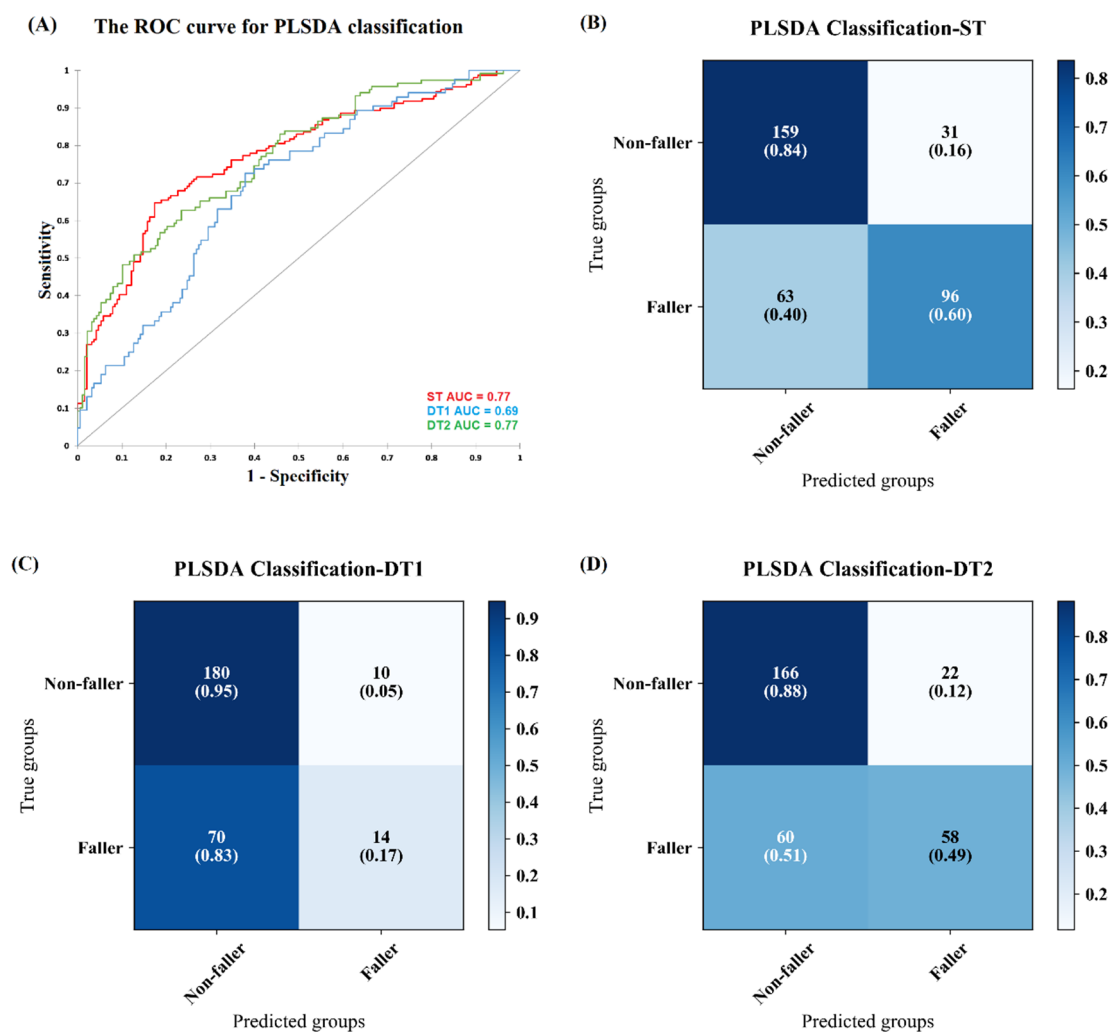 (A)
The ROC curve for PLSDA classification
1
0.9
0.8
0.7
0.6
0.5
0.4
0.3
0.2
0.1
0
Sensitivity
ST AUC = 0.77
DT1 AUC = 0.69
DT2 AUC = 0.77
0
0.1
0.2
0.3
0.4
0.5
0.6
0.7
0.8
0.9
1
1 - Specificity
(B)
PLSDA Classification-ST
True groups
Non-faller
159
(0.84)
31
(0.16)
Faller
63
(0.40)
96
(0.60)
Non-faller
Faller
Predicted groups
0.8
0.7
0.6
0.5
0.4
0.3
0.2
(C)
PLSDA Classification-DT1
True groups
Non-faller
180
(0.95)
10
(0.05)
Faller
70
(0.83)
14
(0.17)
Non-faller
Faller
Predicted groups
0.9
0.8
0.7
0.6
0.5
0.4
0.3
0.2
0.1
(D)
PLSDA Classification-DT2
True groups
Non-faller
166
(0.88)
22
(0.12)
Faller
60
(0.51)
58
(0.49)
Non-faller
Faller
Predicted groups
0.8
0.7
0.6
0.5
0.4
0.3
0.2